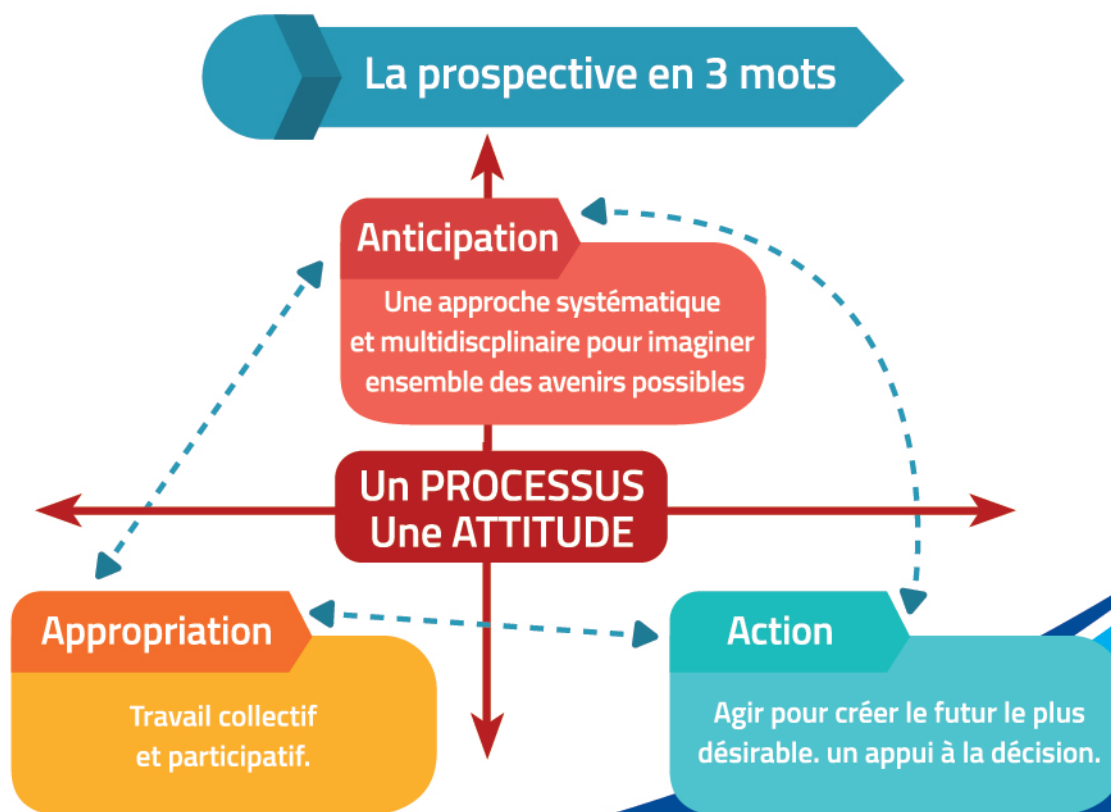 La prospective en 3 mots
Anticipation
Une approche systématique
et multidiscplinaire pour imaginer
ensemble des avenirs possibles
Un PROCESSUS
Une ATTITUDE
Appropriation
Travail collectif
et participatif.
Action
Agir pour créer le futur le plus
désirable. un appui à la décision.